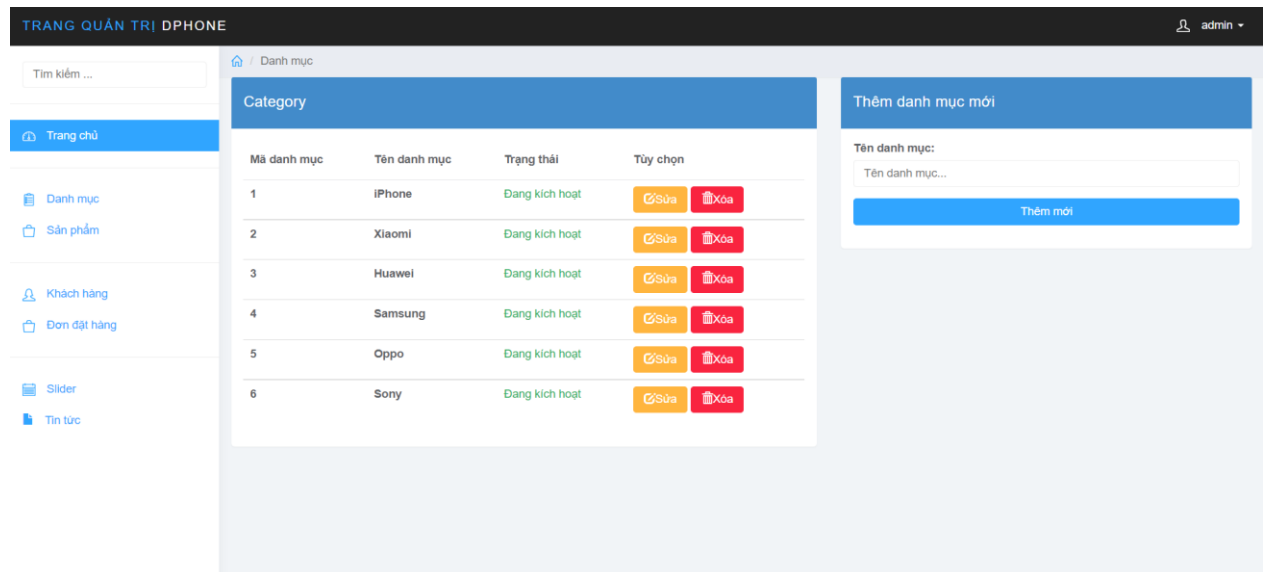 TRANG QUẢN TRỊ DPHONE
admin
Tìm kiếm ...
Trang chủ
Danh mục
Sản phẩm
Khách hàng
Đơn đặt hàng
Slider
Tin tức
/ Danh mục
Category
Mã danh mục Tên danh mục Trạng thái Tùy chọn
1 iPhone Đang kích hoạt Sửa Xóa
2 Xiaomi Đang kích hoạt Sửa Xóa
3 Huawei Đang kích hoạt Sửa Xóa
4 Samsung Đang kích hoạt Sửa Xóa
5 Oppo Đang kích hoạt Sửa Xóa
6 Sony Đang kích hoạt Sửa Xóa
Thêm danh mục mới
Tên danh mục:
Tên danh mục...
Thêm mới